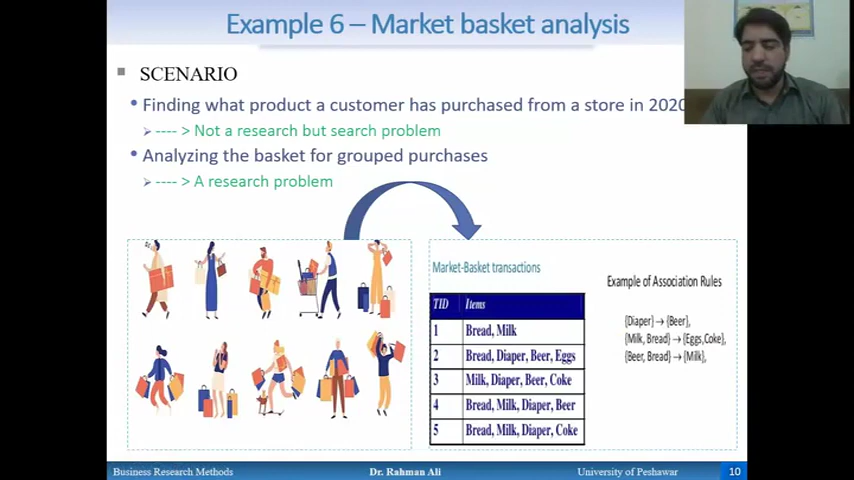 Example 6 – Market basket analysis
SCENARIO
Finding what product a customer has purchased from a store in 2020
---- > Not a research but search problem
Analyzing the basket for grouped purchases
---- > A research problem
Market-Basket transactions
TID Items
1 Bread, Milk
2 Bread, Diaper, Beer, Eggs
3 Milk, Diaper, Beer, Coke
4 Bread, Milk, Diaper, Beer
5 Bread, Milk, Diaper, Coke
Example of Association Rules
{Diaper} → {Beer},
{Milk, Bread} → {Eggs,Coke},
{Beer, Bread} → {Milk},
Business Research Methods
Dr. Rahman Ali
University of Peshawar
10